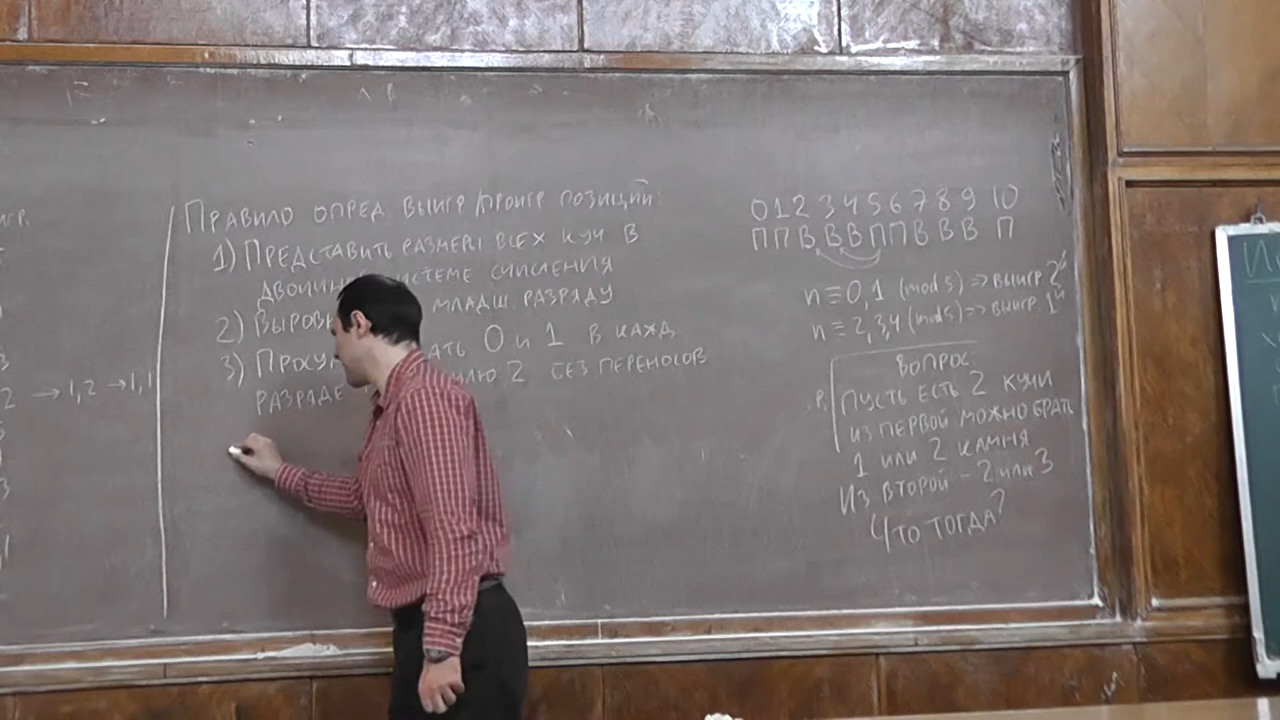 Правило опред выигр/проигр позиций:
1) Представить размеры всех куч в
системе счисления
2) младш. разряду
3) 0 и 1 в кажд
разряде 2 без переносов
→ 1,2 → 1,1
0 1 2 3 4 5 6 7 8 9 10
П П В В В П П В В В П
n ≡ 0,1 (mod 5) => выигр 2й
n ≡ 2,3,4 (mod 5) => выигр. 1й
Вопрос
Пусть есть 2 кучи
из первой можно брать
1 или 2 камня
Из второй – 2 или 3
Что тогда?